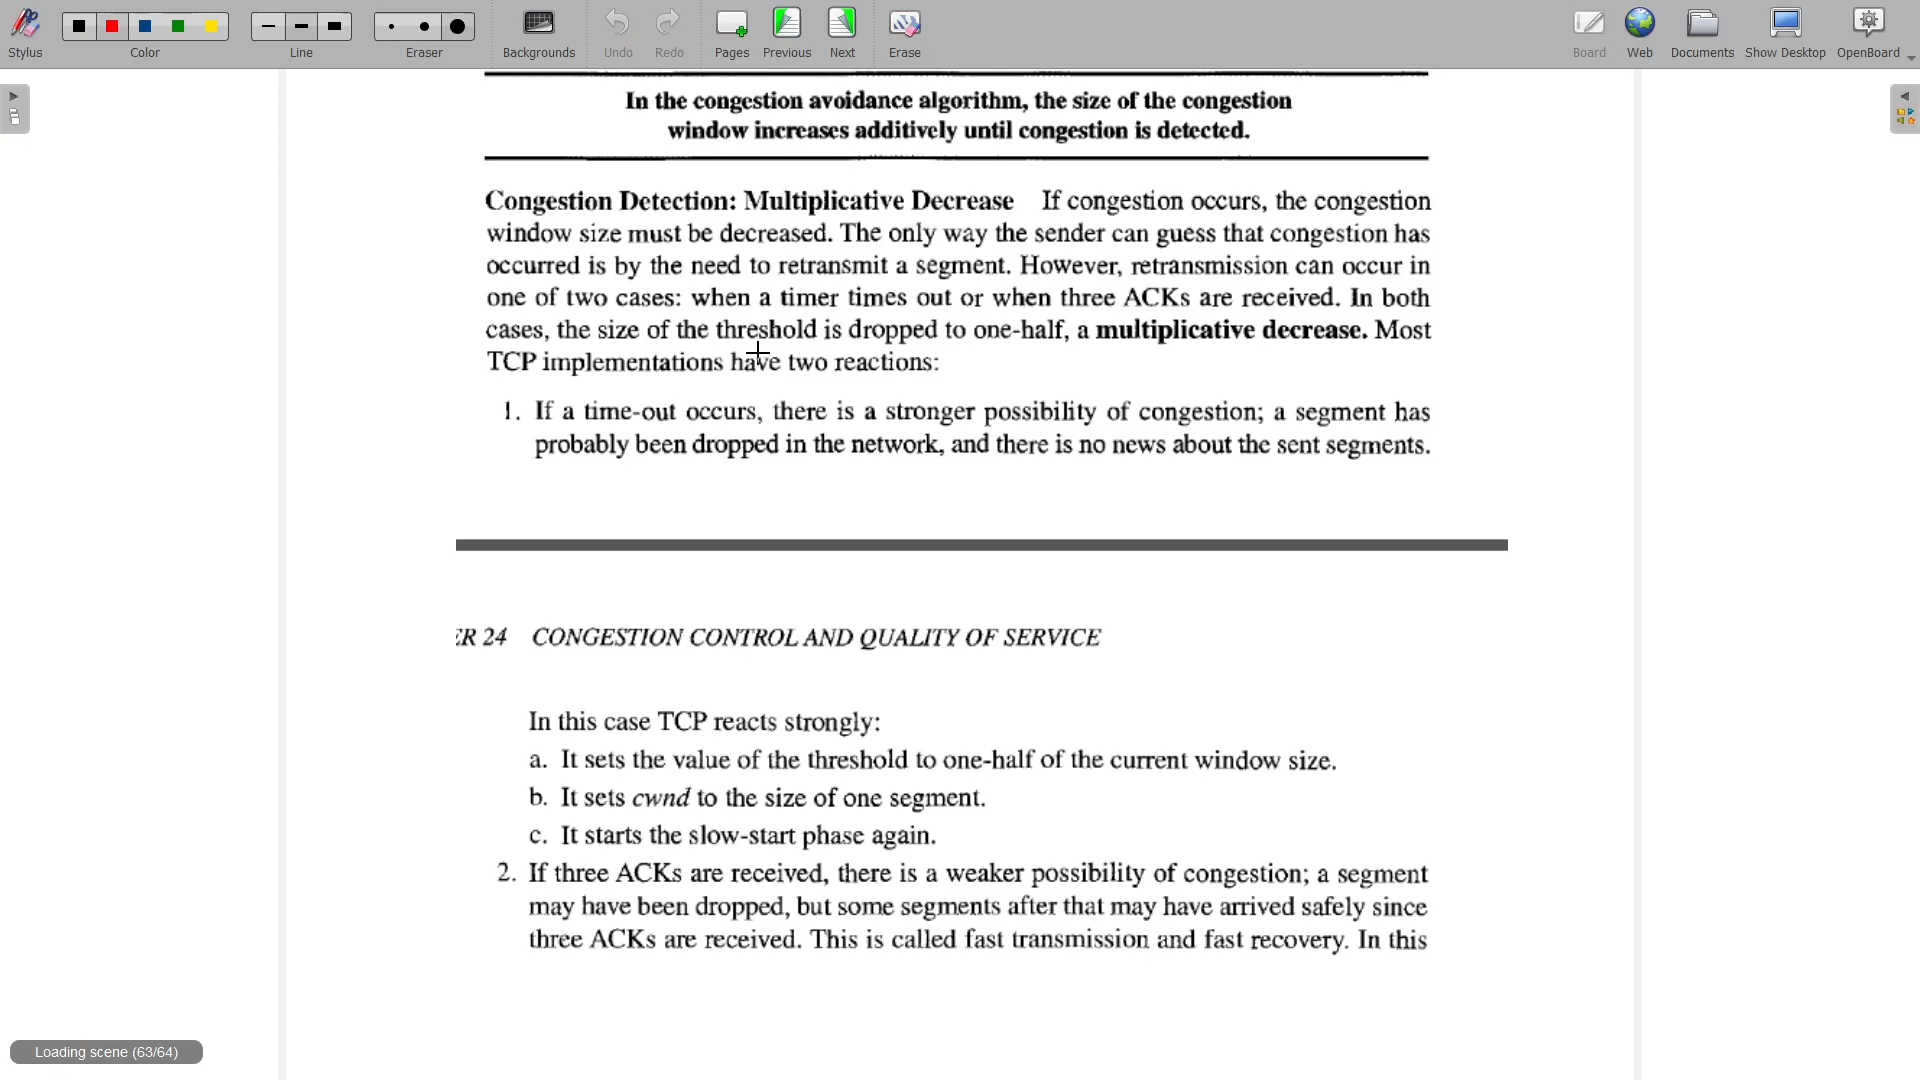 Stylus
Color
Line
Eraser
Backgrounds
Undo
Redo
Pages
Previous
Next
Erase
Board
Web
Documents
Show Desktop
OpenBoard
In the congestion avoidance algorithm, the size of the congestion
window increases additively until congestion is detected.
Congestion Detection: Multiplicative Decrease If congestion occurs, the congestion
window size must be decreased. The only way the sender can guess that congestion has
occurred is by the need to retransmit a segment. However, retransmission can occur in
one of two cases: when a timer times out or when three ACKs are received. In both
cases, the size of the threshold is dropped to one-half, a multiplicative decrease. Most
TCP implementations have two reactions:
1. If a time-out occurs, there is a stronger possibility of congestion; a segment has
probably been dropped in the network, and there is no news about the sent segments.
ER 24 CONGESTION CONTROL AND QUALITY OF SERVICE
In this case TCP reacts strongly:
a. It sets the value of the threshold to one-half of the current window size.
b. It sets cwnd to the size of one segment.
c. It starts the slow-start phase again.
2. If three ACKs are received, there is a weaker possibility of congestion; a segment
may have been dropped, but some segments after that may have arrived safely since
three ACKs are received. This is called fast transmission and fast recovery. In this
Loading scene (63/64)